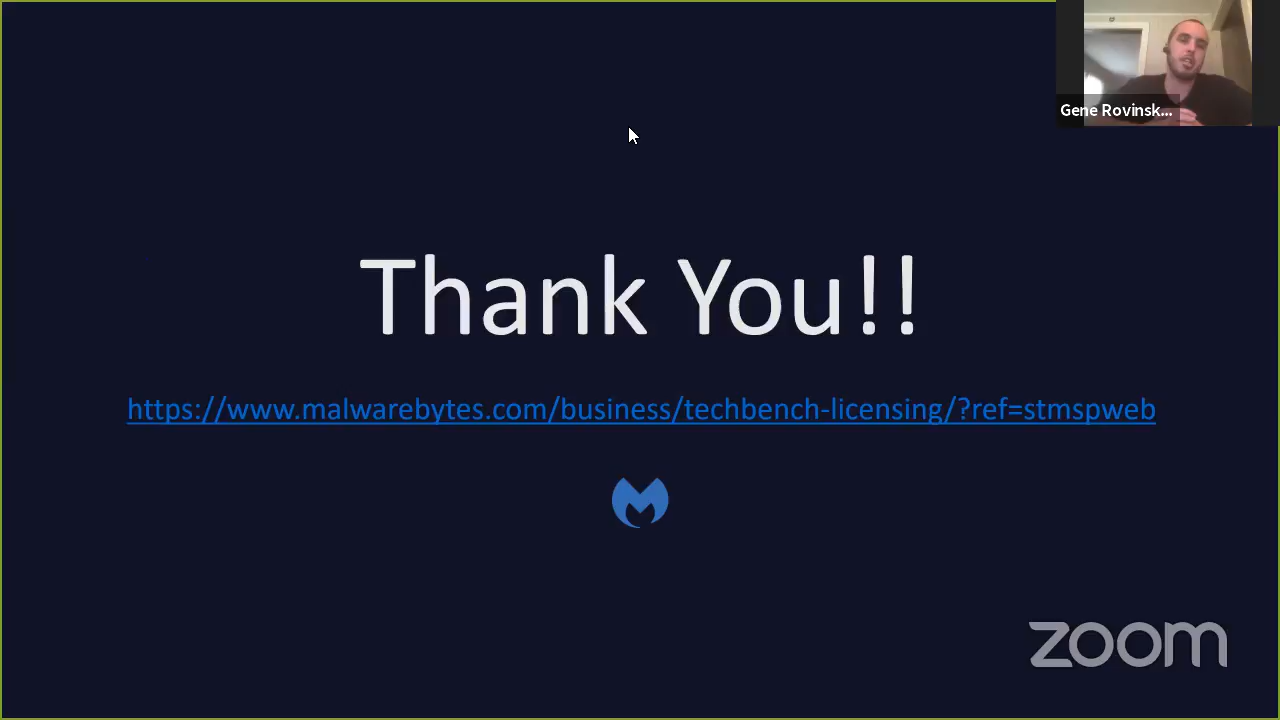 Gene Rovinsk...
Thank You!!
https://www.malwarebytes.com/business/techbench-licensing/?ref=stmspweb
zoom